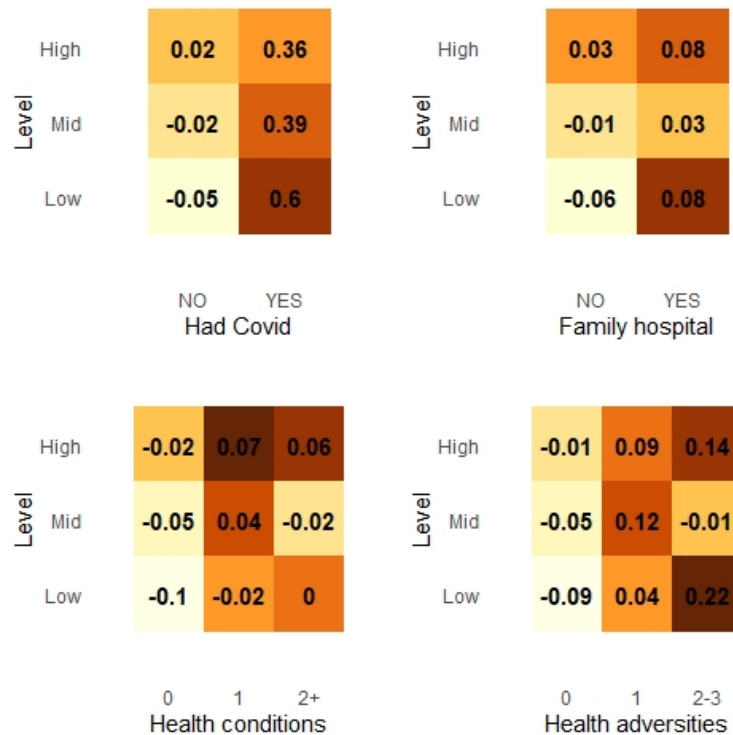 High 0.02 0.36
Level Mid -0.02 0.39
Low -0.05 0.6
NO YES
Had Covid
High 0.03 0.08
Level Mid -0.01 0.03
Low -0.06 0.08
NO YES
Family hospital
High -0.02 0.07 0.06
Level Mid -0.05 0.04 -0.02
Low -0.1 -0.02 0
0 1 2+
Health conditions
High -0.01 0.09 0.14
Level Mid -0.05 0.12 -0.01
Low -0.09 0.04 0.22
0 1 2-3
Health adversities